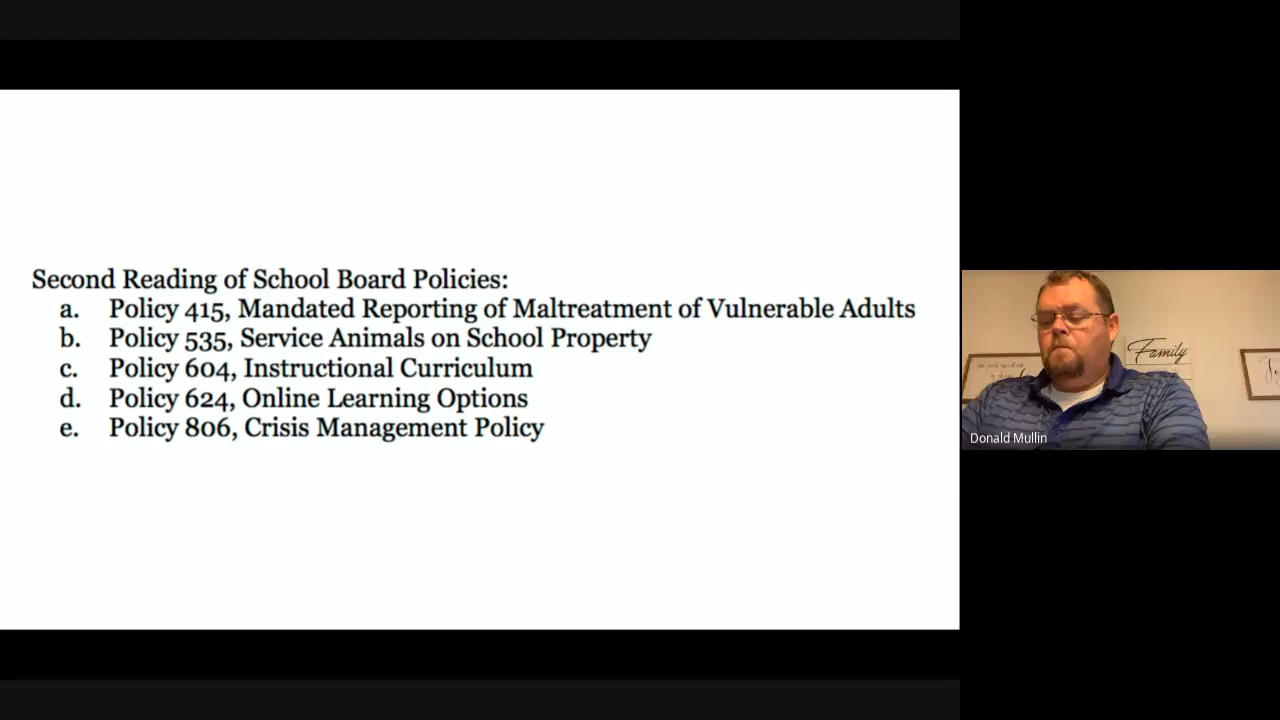 Second Reading of School Board Policies:
a. Policy 415, Mandated Reporting of Maltreatment of Vulnerable Adults
b. Policy 535, Service Animals on School Property
c. Policy 604, Instructional Curriculum
d. Policy 624, Online Learning Options
e. Policy 806, Crisis Management Policy
Family
Donald Mullin